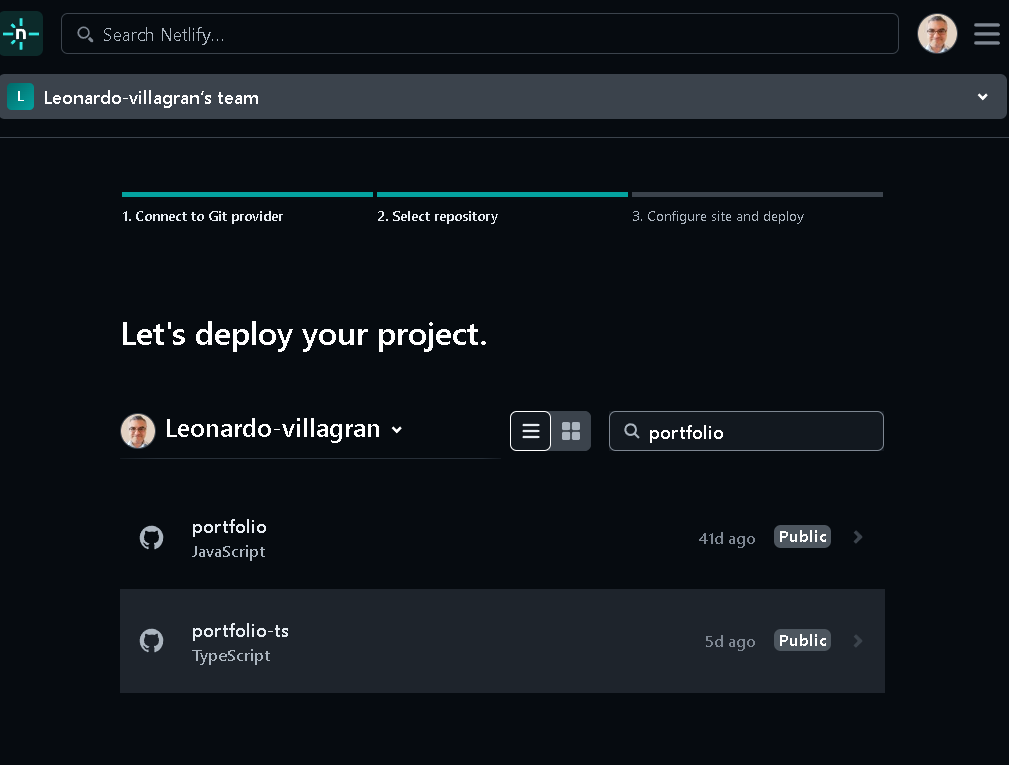 n
Search Netlify...
L Leonardo-villagran's team
1. Connect to Git provider
2. Select repository
3. Configure site and deploy
Let's deploy your project.
Leonardo-villagran
portfolio
portfolio
JavaScript
41d ago
Public
portfolio-ts
TypeScript
5d ago
Public